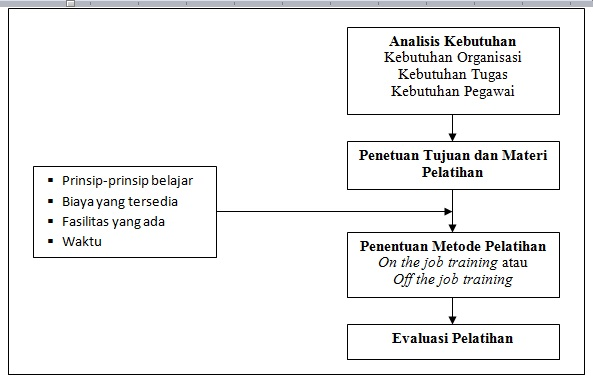 Analisis Kebutuhan
Kebutuhan Organisasi
Kebutuhan Tugas
Kebutuhan Pegawai
Penetuan Tujuan dan Materi
Pelatihan
Prinsip-prinsip belajar
Biaya yang tersedia
Fasilitas yang ada
Waktu
Penentuan Metode Pelatihan
On the job training atau
Off the job training
Evaluasi Pelatihan